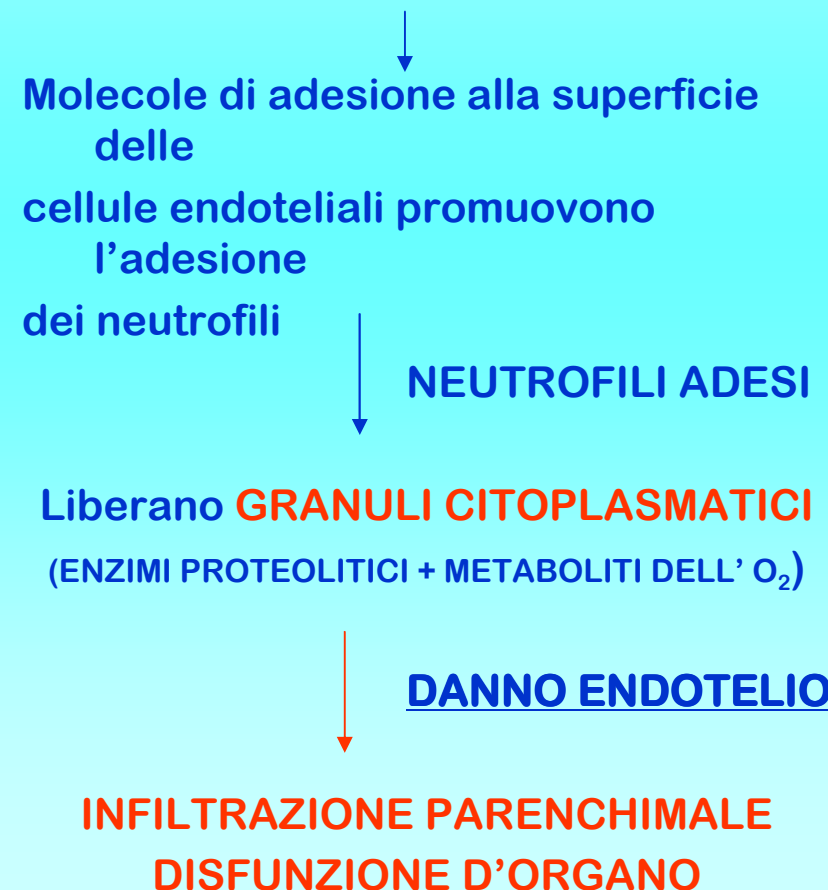 Molecole di adesione alla superficie
delle
cellule endoteliali promuovono
l’adesione
dei neutrofili
NEUTROFILI ADESI
Liberano GRANULI CITOPLASMATICI
(ENZIMI PROTEOLITICI + METABOLITI DELL’ O₂)
DANNO ENDOTELIO
INFILTRAZIONE PARENCHIMALE
DISFUNZIONE D’ORGANO